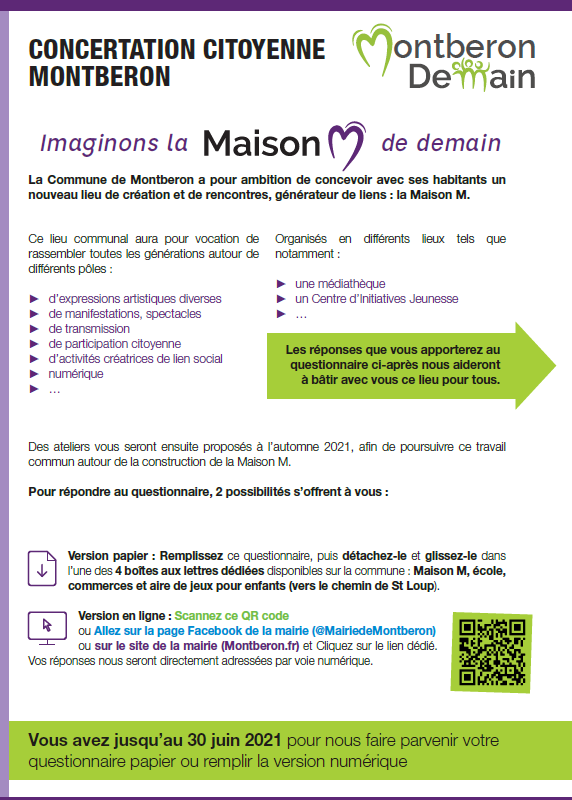 CONCERTATION CITOYENNE
MONTBERON
Montberon
Demain
Imaginons la Maison M de demain
La Commune de Montberon a pour ambition de concevoir avec ses habitants un
nouveau lieu de création et de rencontres, générateur de liens : la Maison M.
Ce lieu communal aura pour vocation de
rassembler toutes les générations autour de
différents pôles :
► d'expressions artistiques diverses
► de manifestations, spectacles
► de transmission
► de participation citoyenne
► d'activités créatrices de lien social
► numérique
► ...
Organisés en différents lieux tels que
notamment :
► une médiathèque
► un Centre d'Initiatives Jeunesse
► ...
Les réponses que vous apporterez au
questionnaire ci-après nous aideront
à bâtir avec vous ce lieu pour tous.
Des ateliers vous seront ensuite proposés à l'automne 2021, afin de poursuivre ce travail
commun autour de la construction de la Maison M.
Pour répondre au questionnaire, 2 possibilités s'offrent à vous :
Version papier : Remplissez ce questionnaire, puis détachez-le et glissez-le dans
l'une des 4 boîtes aux lettres dédiées disponibles sur la commune : Maison M, école,
commerces et aire de jeux pour enfants (vers le chemin de St Loup).
Version en ligne : Scannez ce QR code
ou Allez sur la page Facebook de la mairie (@MairiedeMontberon)
ou sur le site de la mairie (Montberon.fr) et Cliquez sur le lien dédié.
Vos réponses nous seront directement adressées par voie numérique.
Vous avez jusqu'au 30 juin 2021 pour nous faire parvenir votre
questionnaire papier ou remplir la version numérique